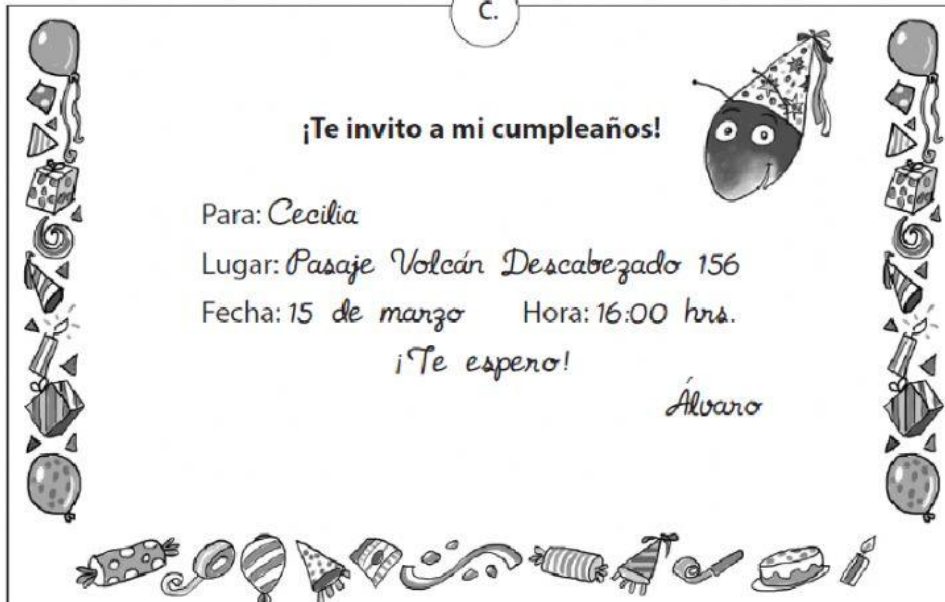 C.
¡Te invito a mi cumpleaños!
Para: Cecilia
Lugar: Pasaje Volcán Descabezado 156
Fecha: 15 de marzo Hora: 16:00 hrs.
¡Te espero!
Álvaro